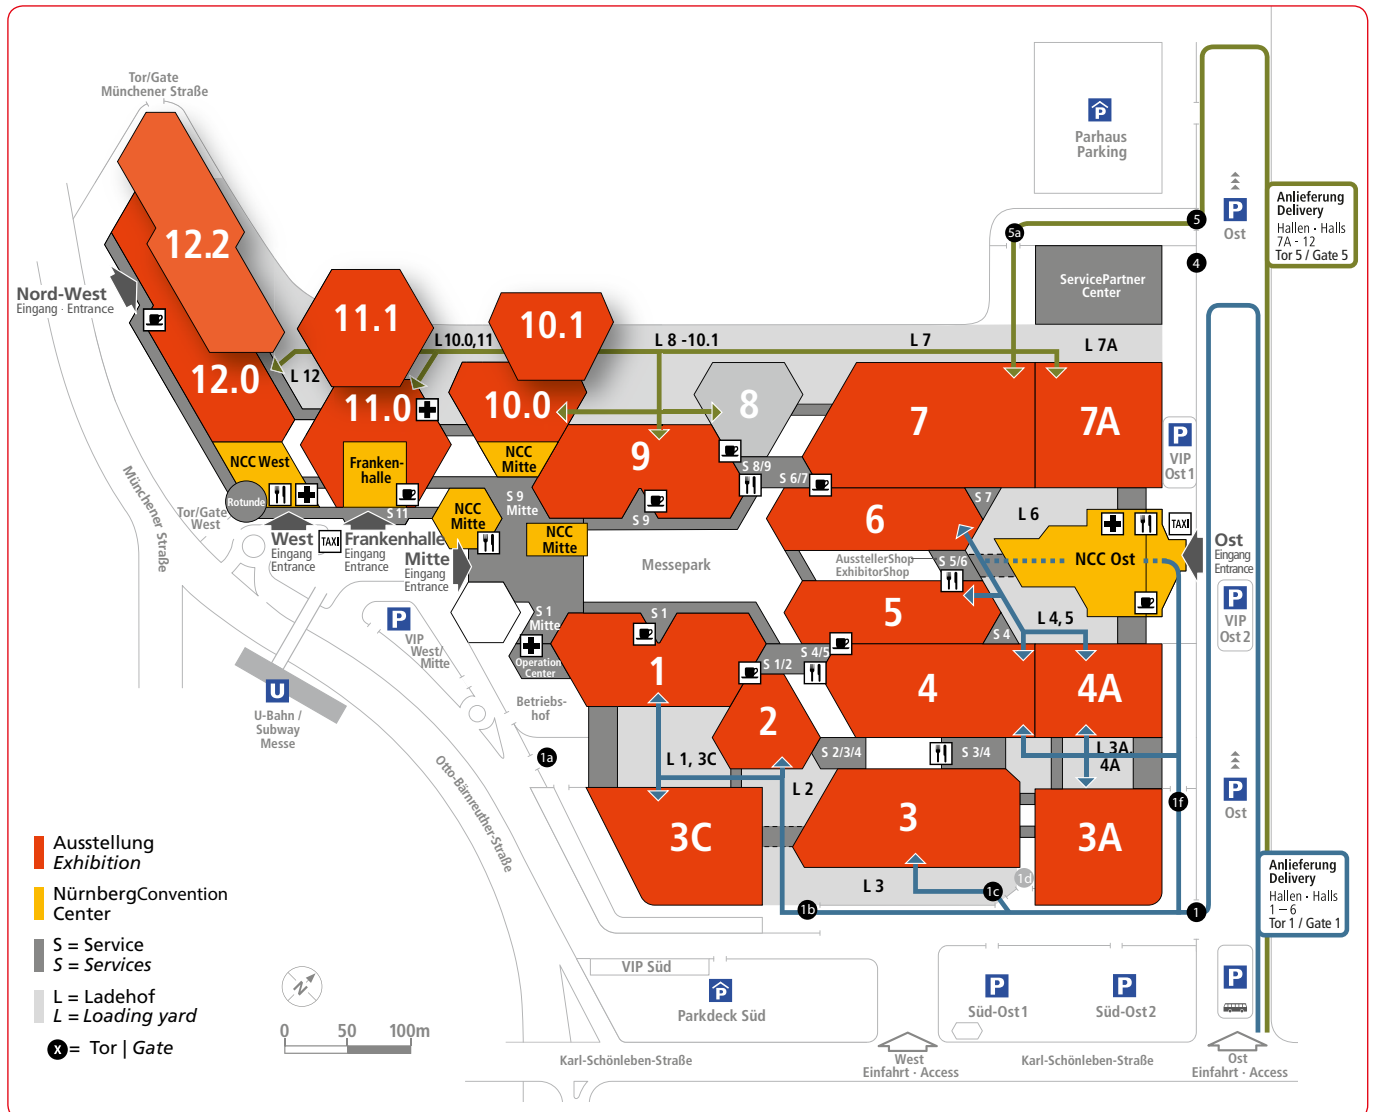 Tor/Gate
Münchener Straße
12.2
Nord-West
Eingang · Entrance
12.0
11.1
11.0
10.1
10.0
L 12
L10.0,11
L 8 -10.1
L 7
L 7A
8
9
7
7A
P
Parhaus
Parking
P
Ost
5
5a
4
ServicePartner
Center
Anlieferung
Delivery
Hallen · Halls
7A - 12
Tor 5 / Gate 5
NCC West
Franken-
halle
NCC
Mitte
Rotunde
S 11
NCC
Mitte
S 9
Mitte
NCC
Mitte
S 9
S 8/9
S 6/7
P
VIP
Ost 1
Münchener Straße
Tor/Gate
West
West
Eingang
Entrance
TAXI
Frankenhalle
Eingang
Entrance
Mitte
Eingang
Entrance
Messepark
6
S 7
L 6
AusstellerShop
ExhibitorShop
S 5/6
NCC Ost
TAXI
Ost
Eingang
Entrance
5
S 4
L 4, 5
P
VIP
Ost 2
P
VIP
West/
Mitte
S 1
Mitte
S 1
Operation
Center
1
S 1/2
S 4/5
4
4A
U
U-Bahn /
Subway
Messe
Betriebs-
hof
2
S 2/3/4
S 3/4
L 3A,
4A
1a
L 1, 3C
L 2
Otto-Bärnreuther-Straße
3C
3
3A
1f
P
Ost
L 3
1b
1c
1d
1
Anlieferung
Delivery
Hallen · Halls
1 – 6
Tor 1 / Gate 1
Ausstellung
Exhibition
NürnbergConvention
Center
S = Service
S = Services
L = Ladehof
L = Loading yard
X = Tor | Gate
N
0 50 100m
VIP Süd
P
Parkdeck Süd
P
Süd-Ost1
P
Süd-Ost2
P
Karl-Schönleben-Straße
West
Einfahrt · Access
Karl-Schönleben-Straße
Ost
Einfahrt · Access